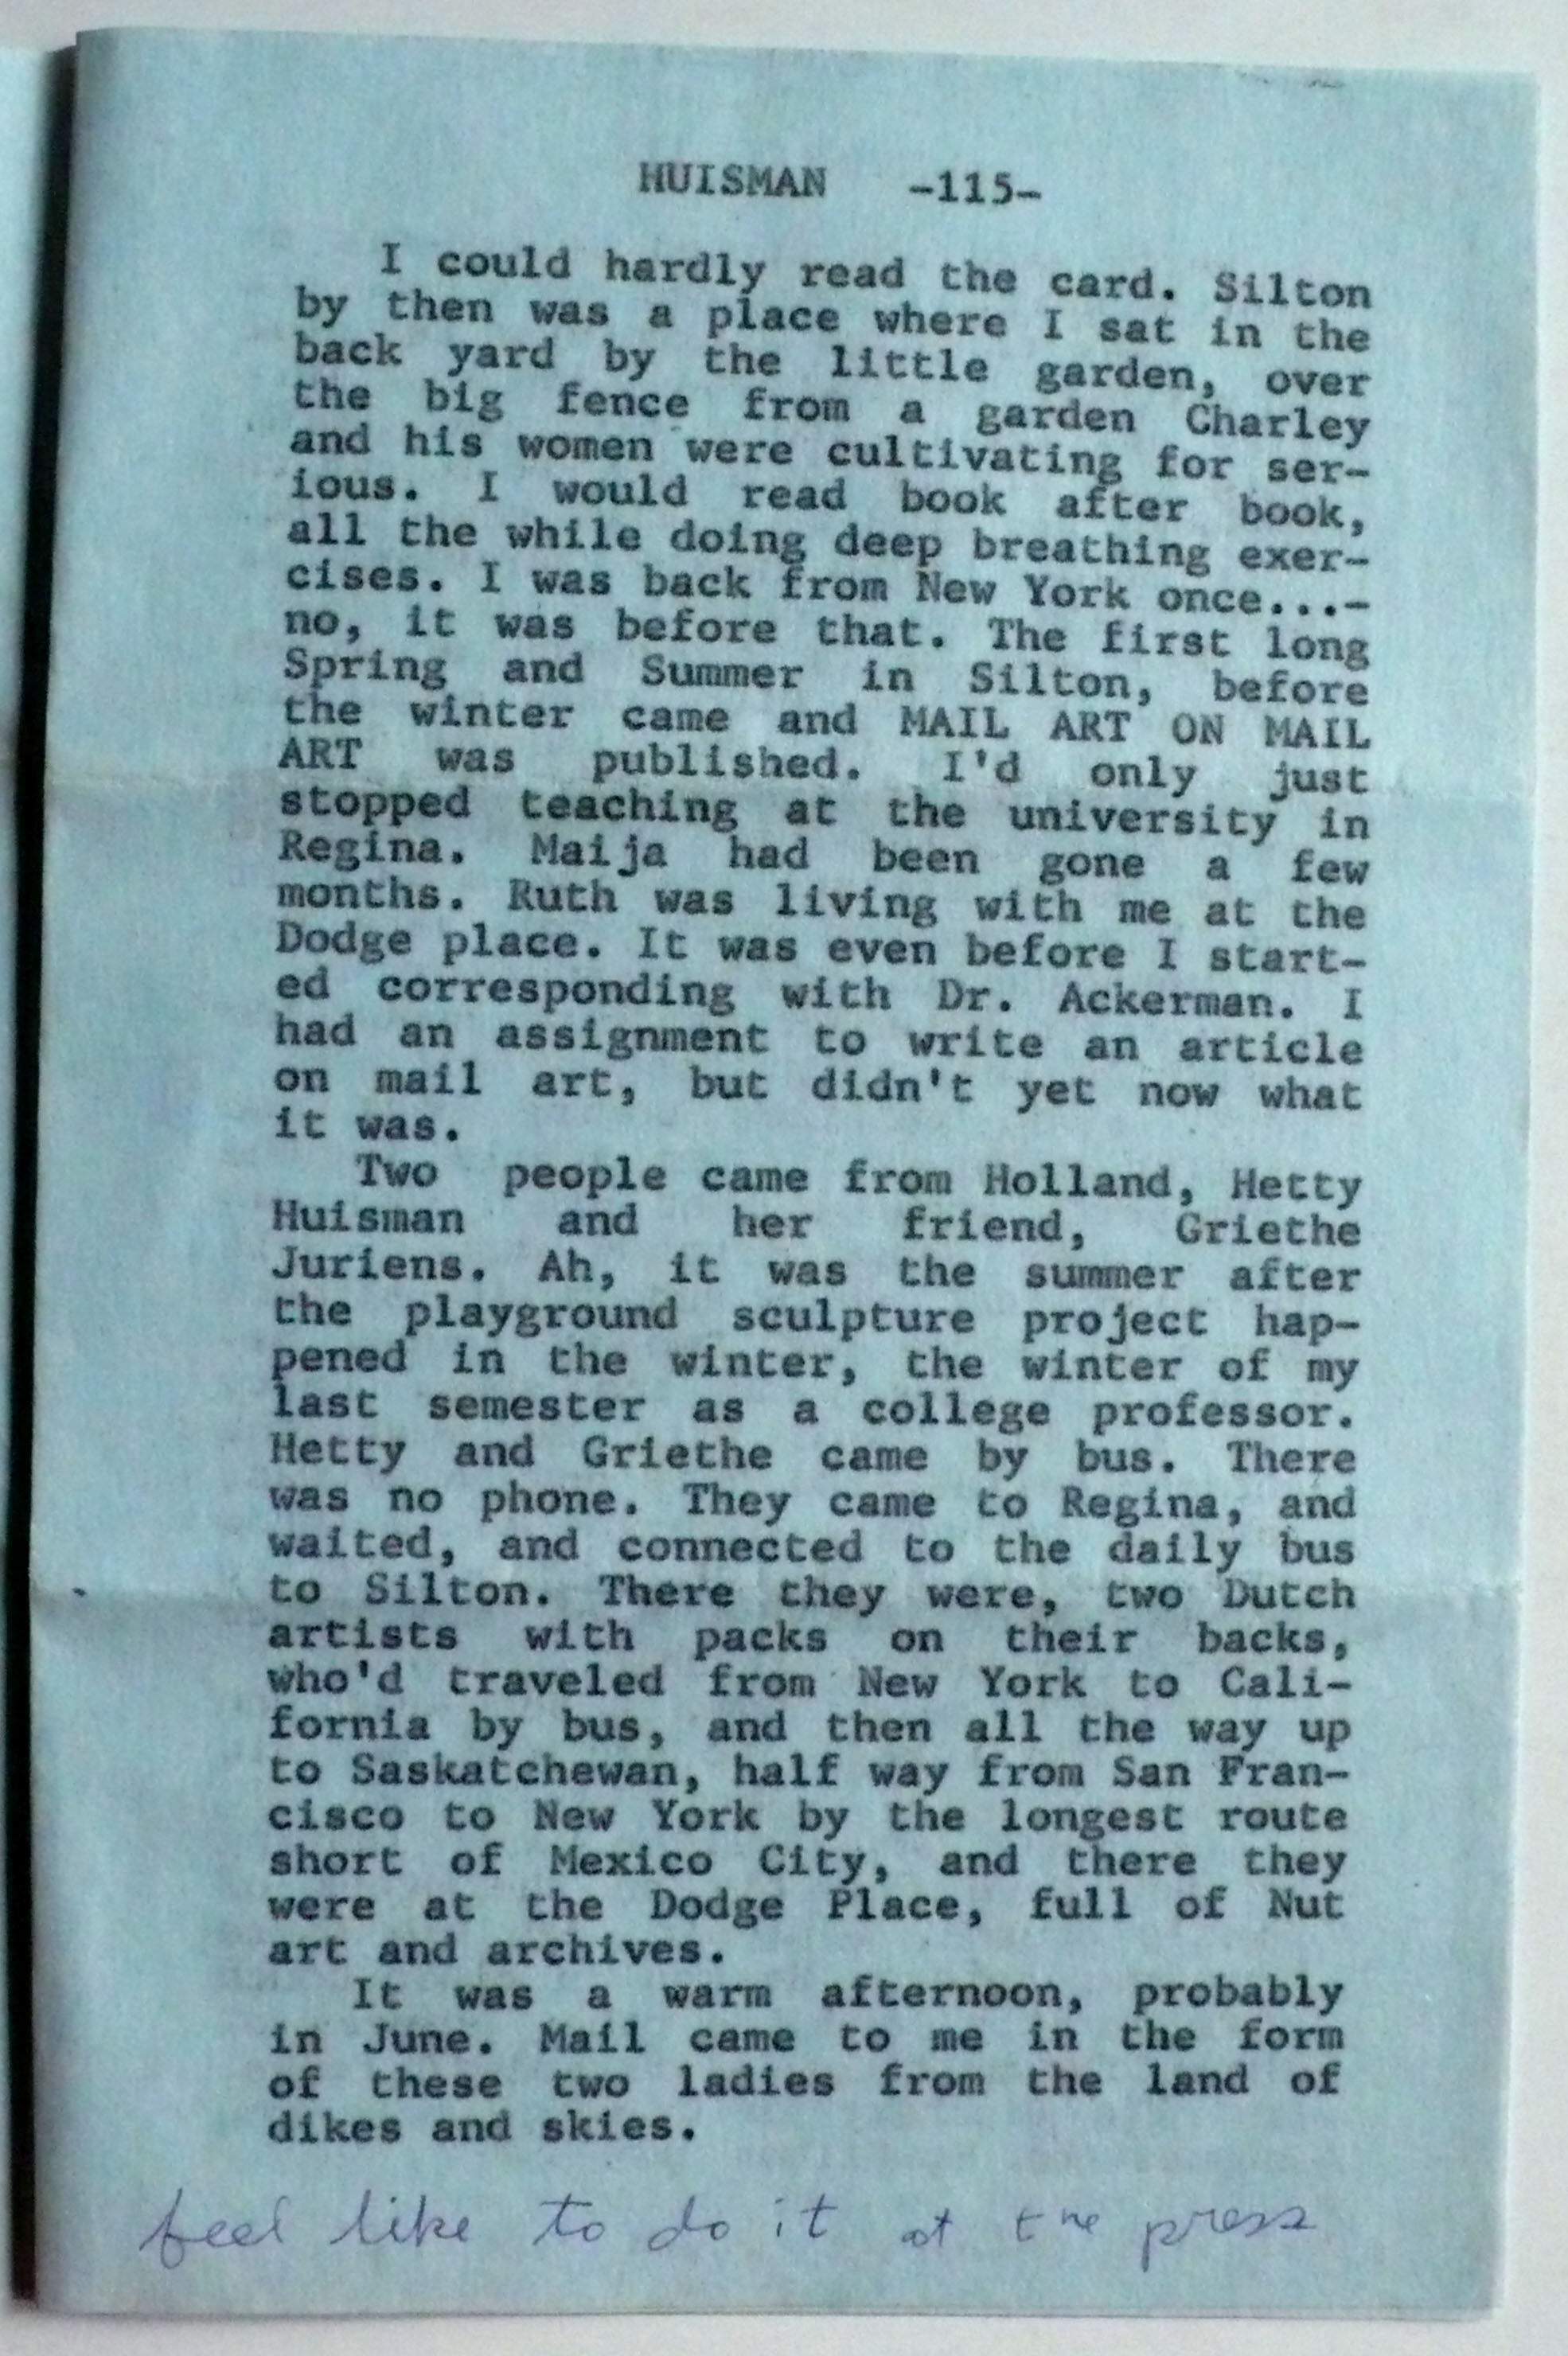 HUISMAN -115-
I could hardly read the card. Silton
by then was a place where I sat in the
back yard by the little garden, over
the big fence from a garden Charley
and his women were cultivating for ser-
ious. I would read book after book,
all the while doing deep breathing exer-
cises. I was back from New York once...-
no, it was before that. The first long
Spring and Summer in Silton, before
the winter came and MAIL ART ON MAIL
ART was published. I'd only just
stopped teaching at the university in
Regina. Maija had been gone a few
months. Ruth was living with me at the
Dodge place. It was even before I start-
ed corresponding with Dr. Ackerman. I
had an assignment to write an article
on mail art, but didn't yet now what
it was.
Two people came from Holland, Hetty
Huisman and her friend, Griethe
Juriens. Ah, it was the summer after
the playground sculpture project hap-
pened in the winter, the winter of my
last semester as a college professor.
Hetty and Griethe came by bus. There
was no phone. They came to Regina, and
waited, and connected to the daily bus
to Silton. There they were, two Dutch
artists with packs on their backs,
who'd traveled from New York to Cali-
fornia by bus, and then all the way up
to Saskatchewan, half way from San Fran-
cisco to New York by the longest route
short of Mexico City, and there they
were at the Dodge Place, full of Nut
art and archives.
It was a warm afternoon, probably
in June. Mail came to me in the form
of these two ladies from the land of
dikes and skies.
feel like to do it at the press